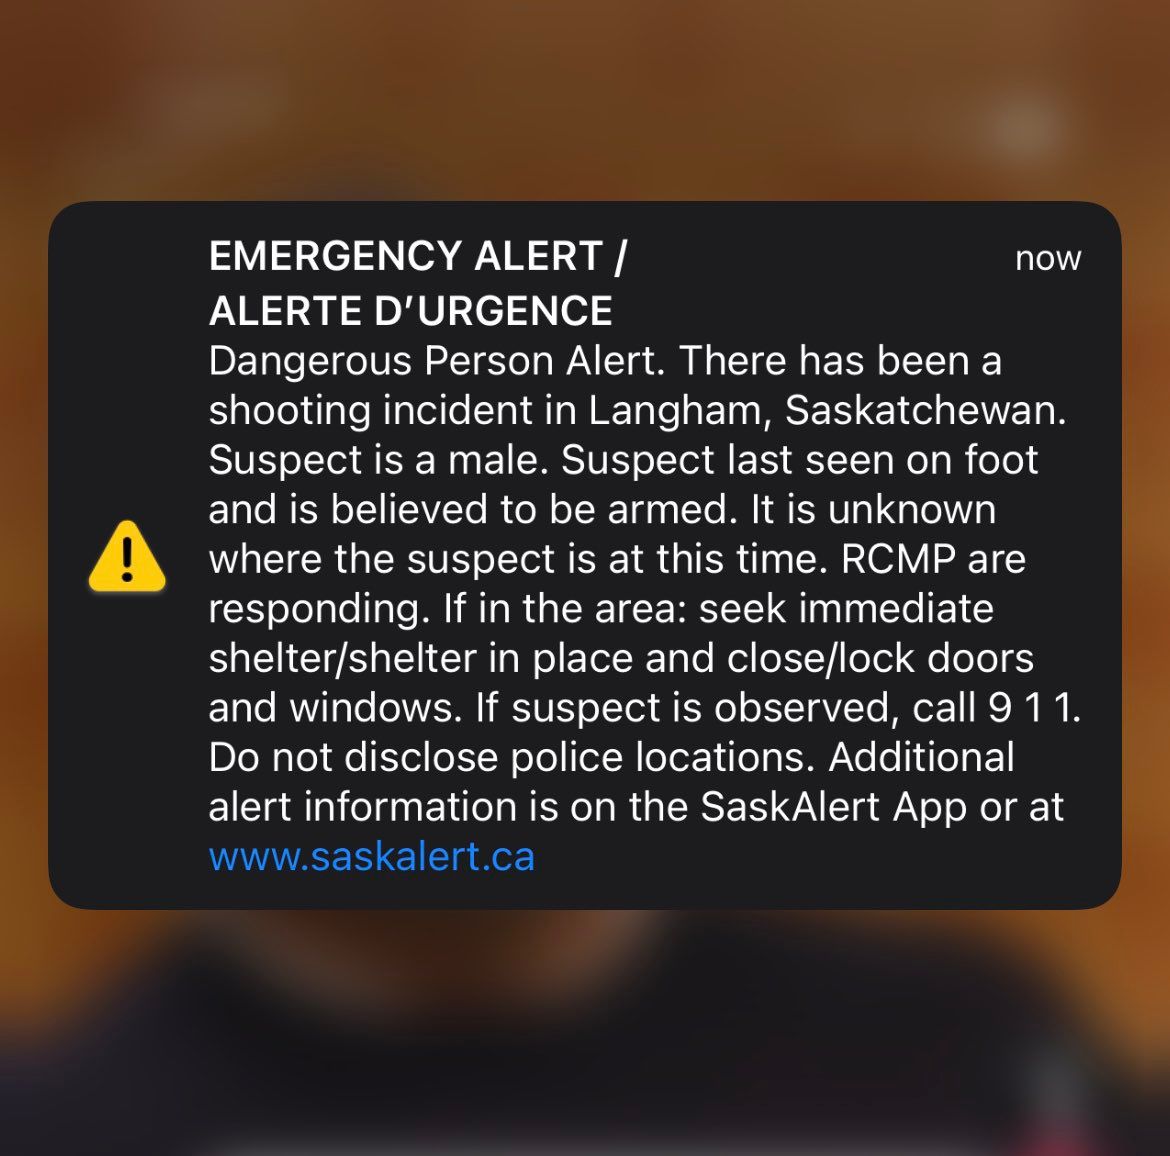 EMERGENCY ALERT / now
ALERTE D’URGENCE
Dangerous Person Alert. There has been a
shooting incident in Langham, Saskatchewan.
Suspect is a male. Suspect last seen on foot
and is believed to be armed. It is unknown
where the suspect is at this time. RCMP are
responding. If in the area: seek immediate
shelter/shelter in place and close/lock doors
and windows. If suspect is observed, call 9 1 1.
Do not disclose police locations. Additional
alert information is on the SaskAlert App or at
www.saskalert.ca